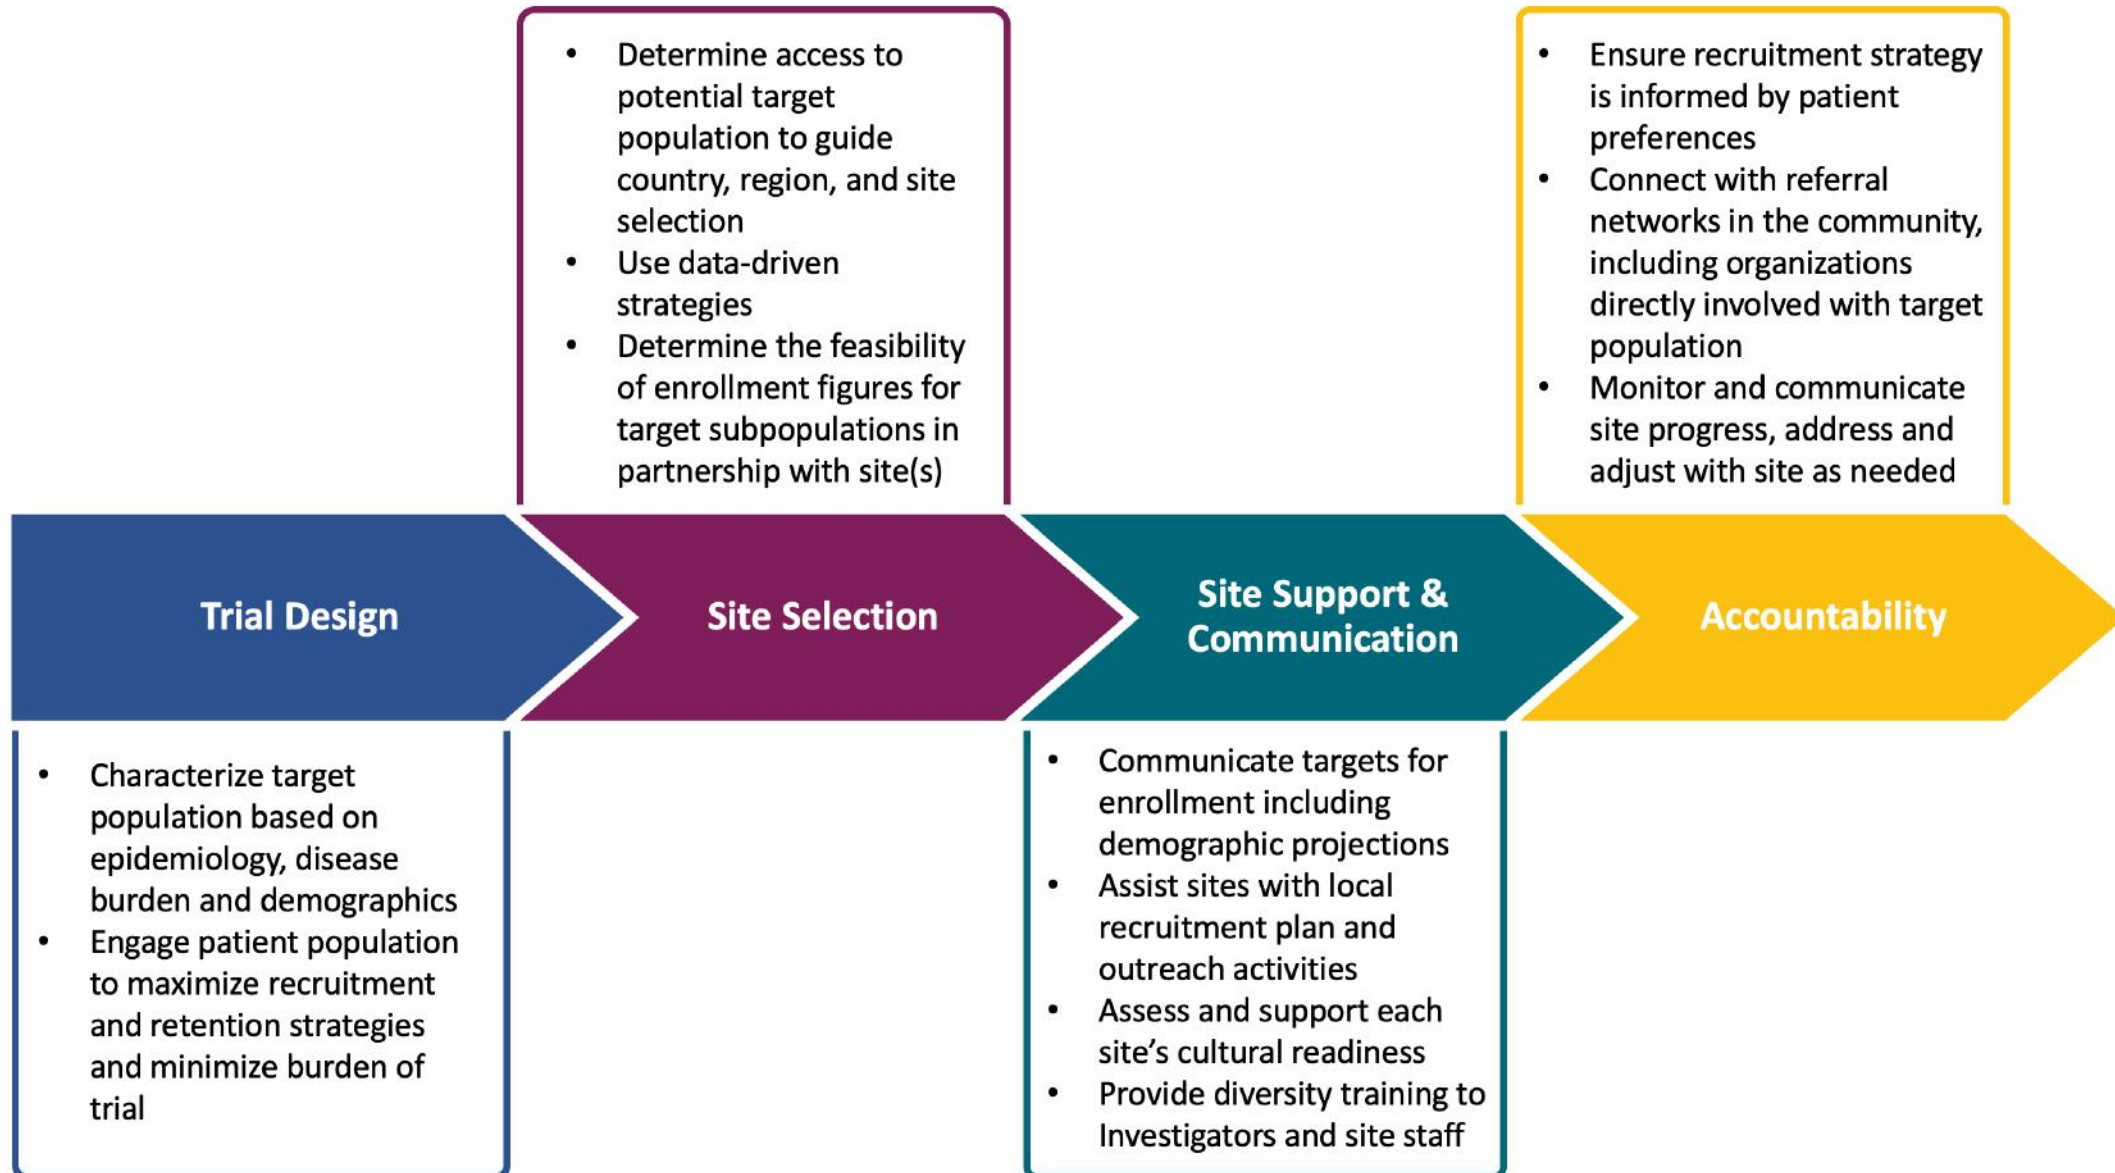 • Determine access to
potential target
population to guide
country, region, and site
selection
• Use data-driven
strategies
• Determine the feasibility
of enrollment figures for
target subpopulations in
partnership with site(s)
• Ensure recruitment strategy
is informed by patient
preferences
• Connect with referral
networks in the community,
including organizations
directly involved with target
population
• Monitor and communicate
site progress, address and
adjust with site as needed
Trial Design
Site Selection
Site Support &
Communication
Accountability
• Characterize target
population based on
epidemiology, disease
burden and demographics
• Engage patient population
to maximize recruitment
and retention strategies
and minimize burden of
trial
• Communicate targets for
enrollment including
demographic projections
• Assist sites with local
recruitment plan and
outreach activities
• Assess and support each
site’s cultural readiness
• Provide diversity training to
Investigators and site staff